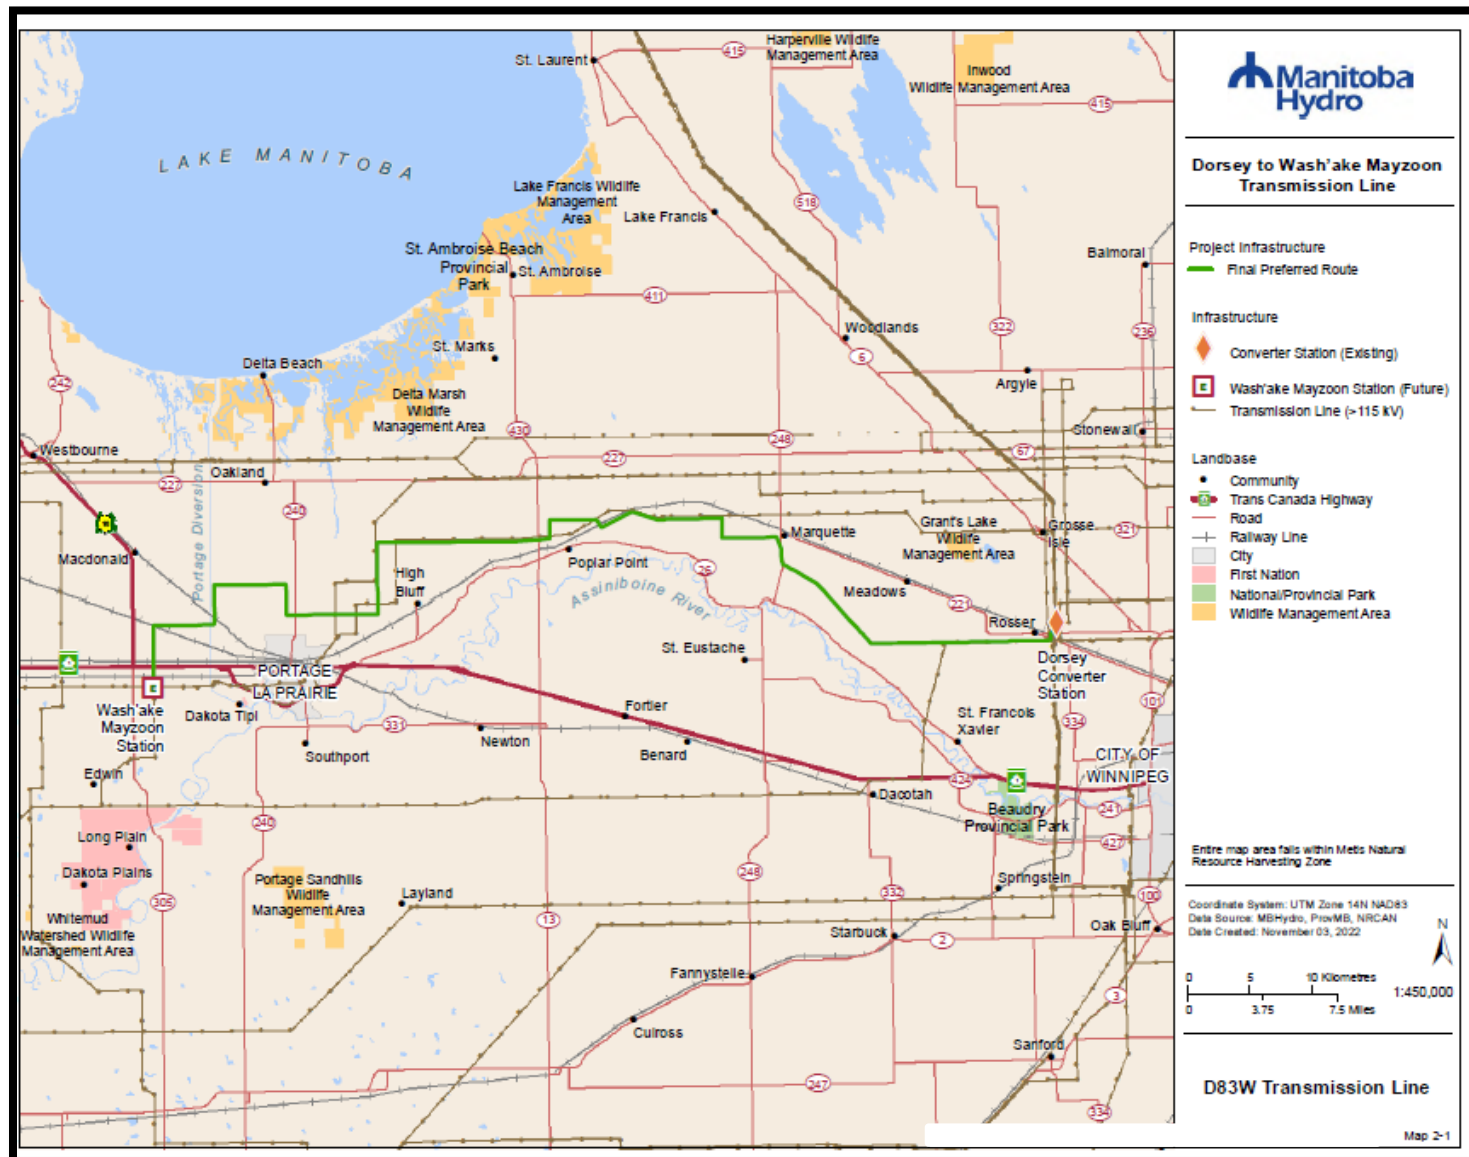 St. Laurent
415
Harperville Wildlife
Management Area
Inwood
Wildlife Management Area
415
LAKE MANITOBA
Lake Francis Wildlife
Management
Area
518
Lake Francis
St. Ambroise Beach
Provincial
Park
St. Ambroise
Balmoral
411
Woodlands
322
236
6
St. Marks
Delta Beach
242
Argyle
Delta Marsh
Wildlife
Management Area
430
248
Stonewall
Westbourne
227
67
Oakland
227
Portage Diversion
240
Marquette
Grant's Lake
Wildlife
Management Area
Grosse
Isle
321
Macdonald
High
Bluff
Poplar Point
26
Assiniboine River
Meadows
221
Rosser
St. Eustache
PORTAGE
LA PRAIRIE
Dorsey
Converter
Station
101
Wash'ake
Mayzoon
Station
Dakota Tipi
331
Fortier
St. Francois
Xavier
334
Southport
Newton
Benard
CITY OF
WINNIPEG
Edwin
424
Dacotah
Beaudry
Provincial Park
241
240
427
Long Plain
Dakota Plains
248
Portage Sandhills
Wildlife
Management Area
Layland
332
Springstein
100
305
Whitemud
Watershed Wildlife
Management Area
13
Starbuck
2
Oak Bluff
Fannystelle
3
Culross
Sanford
247
334
Manitoba
Hydro
Dorsey to Wash'ake Mayzoon
Transmission Line
Project Infrastructure
Final Preferred Route
Infrastructure
Converter Station (Existing)
E
Wash'ake Mayzoon Station (Future)
Transmission Line (>115 kV)
Landbase
Community
Trans Canada Highway
Road
Railway Line
City
First Nation
National/Provincial Park
Wildlife Management Area
Entire map area falls within Metis Natural
Resource Harvesting Zone
Coordinate System: UTM Zone 14N NAD83
Data Source: MBHydro, ProvMB, NRCAN
Date Created: November 03, 2022
N
0 5 10 Kilometres
1:450,000
0 3.75 7.5 Miles
D83W Transmission Line
Map 2-1